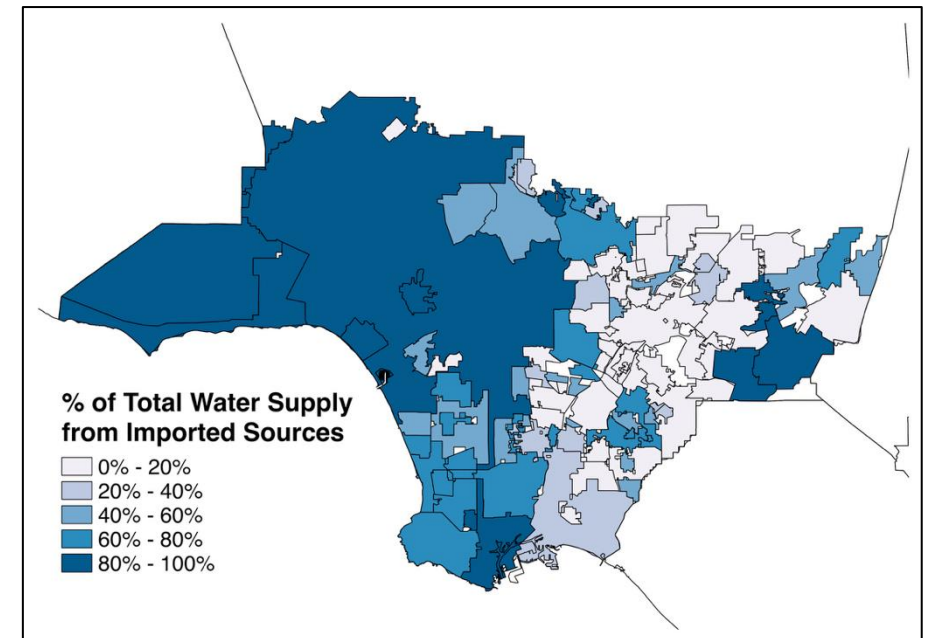 % of Total Water Supply
from Imported Sources
0% - 20%
20% - 40%
40% - 60%
60% - 80%
80% - 100%